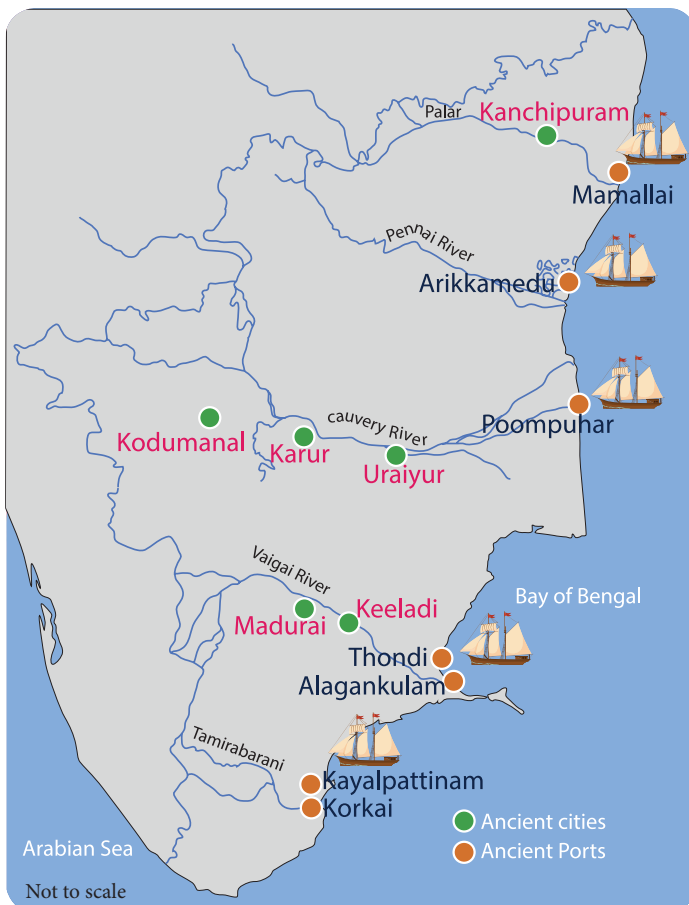 Palar
Kanchipuram
Mamallai
Pennai River
Arikkamedu
Poompuhar
cauvery River
Kodumanal
Karur
Uraiyur
Vaigai River
Bay of Bengal
Keeladi
Madurai
Thondi
Alagankulam
Tamirabarani
Kayalpattinam
Korkai
Ancient cities
Arabian Sea
Ancient Ports
Not to scale